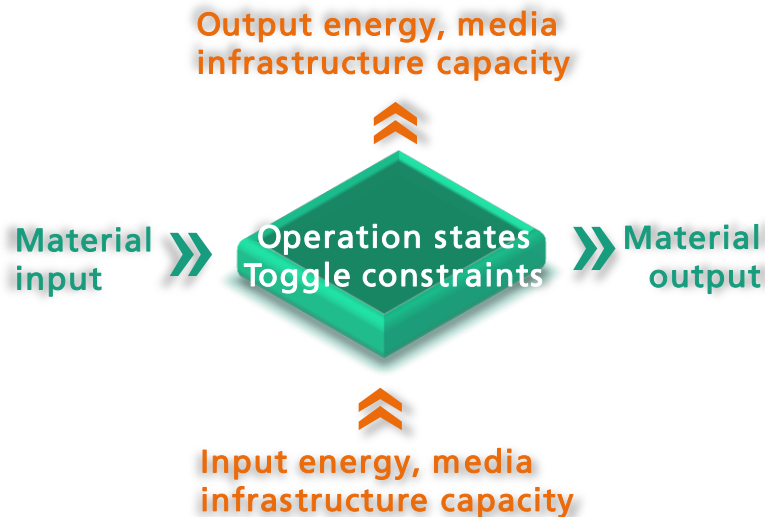 Output energy, media
infrastructure capacity
Material
input
Operation states
Toggle constraints
Material
output
Input energy, media
infrastructure capacity